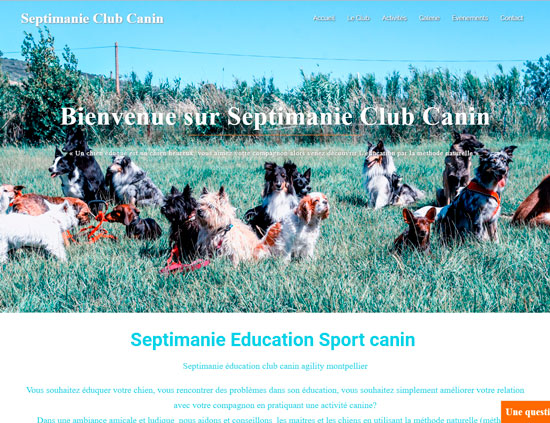 Septimanie Club Canin
Accueil Le Club Activités Galerie Evènements Contact
Bienvenue sur Septimanie Club Canin
« Un chien éduqué est un chien heureux, vous aimez votre compagnon alors venez découvrir L'éducation par la méthode naturelle »
Septimanie Education Sport canin
Septimanie éducation club canin agility montpellier
Vous souhaitez éduquer votre chien, vous rencontrer des problèmes dans son éducation, vous souhaitez simplement améliorer votre relation
avec votre compagnon en pratiquant une activité canine?
Une questi
Dans une ambiance amicale et ludique nous aidons et conseillons les maitres et les chiens en utilisant la méthode naturelle (méth